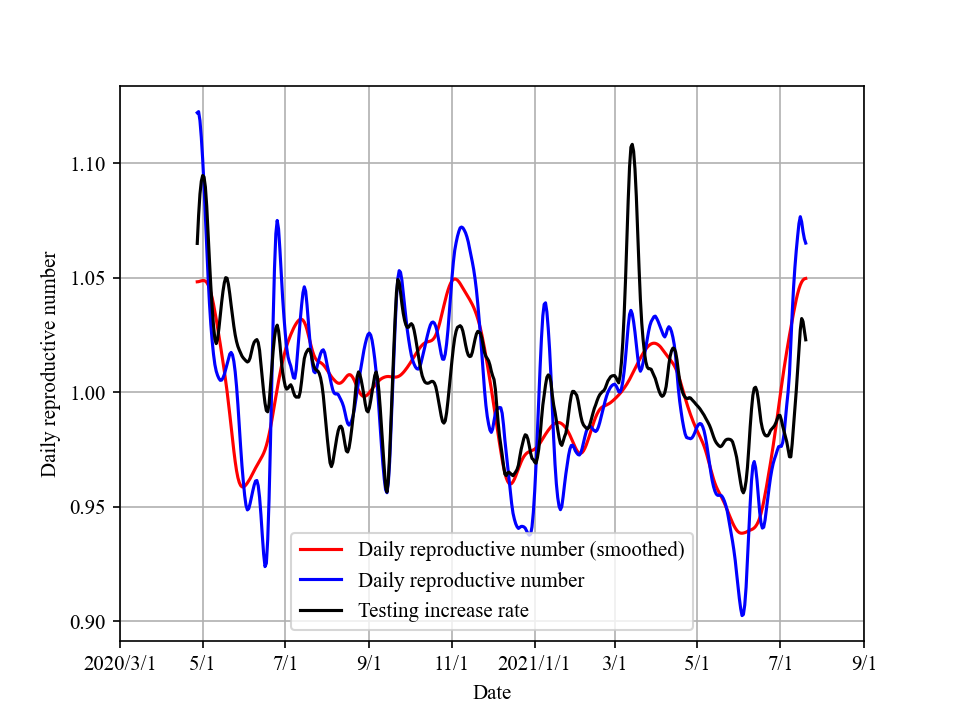 1.10
1.05
1.00
0.95
0.90
Daily reproductive number
Daily reproductive number (smoothed)
Daily reproductive number
Testing increase rate
2020/3/1 5/1 7/1 9/1 11/1 2021/1/1 3/1 5/1 7/1 9/1
Date